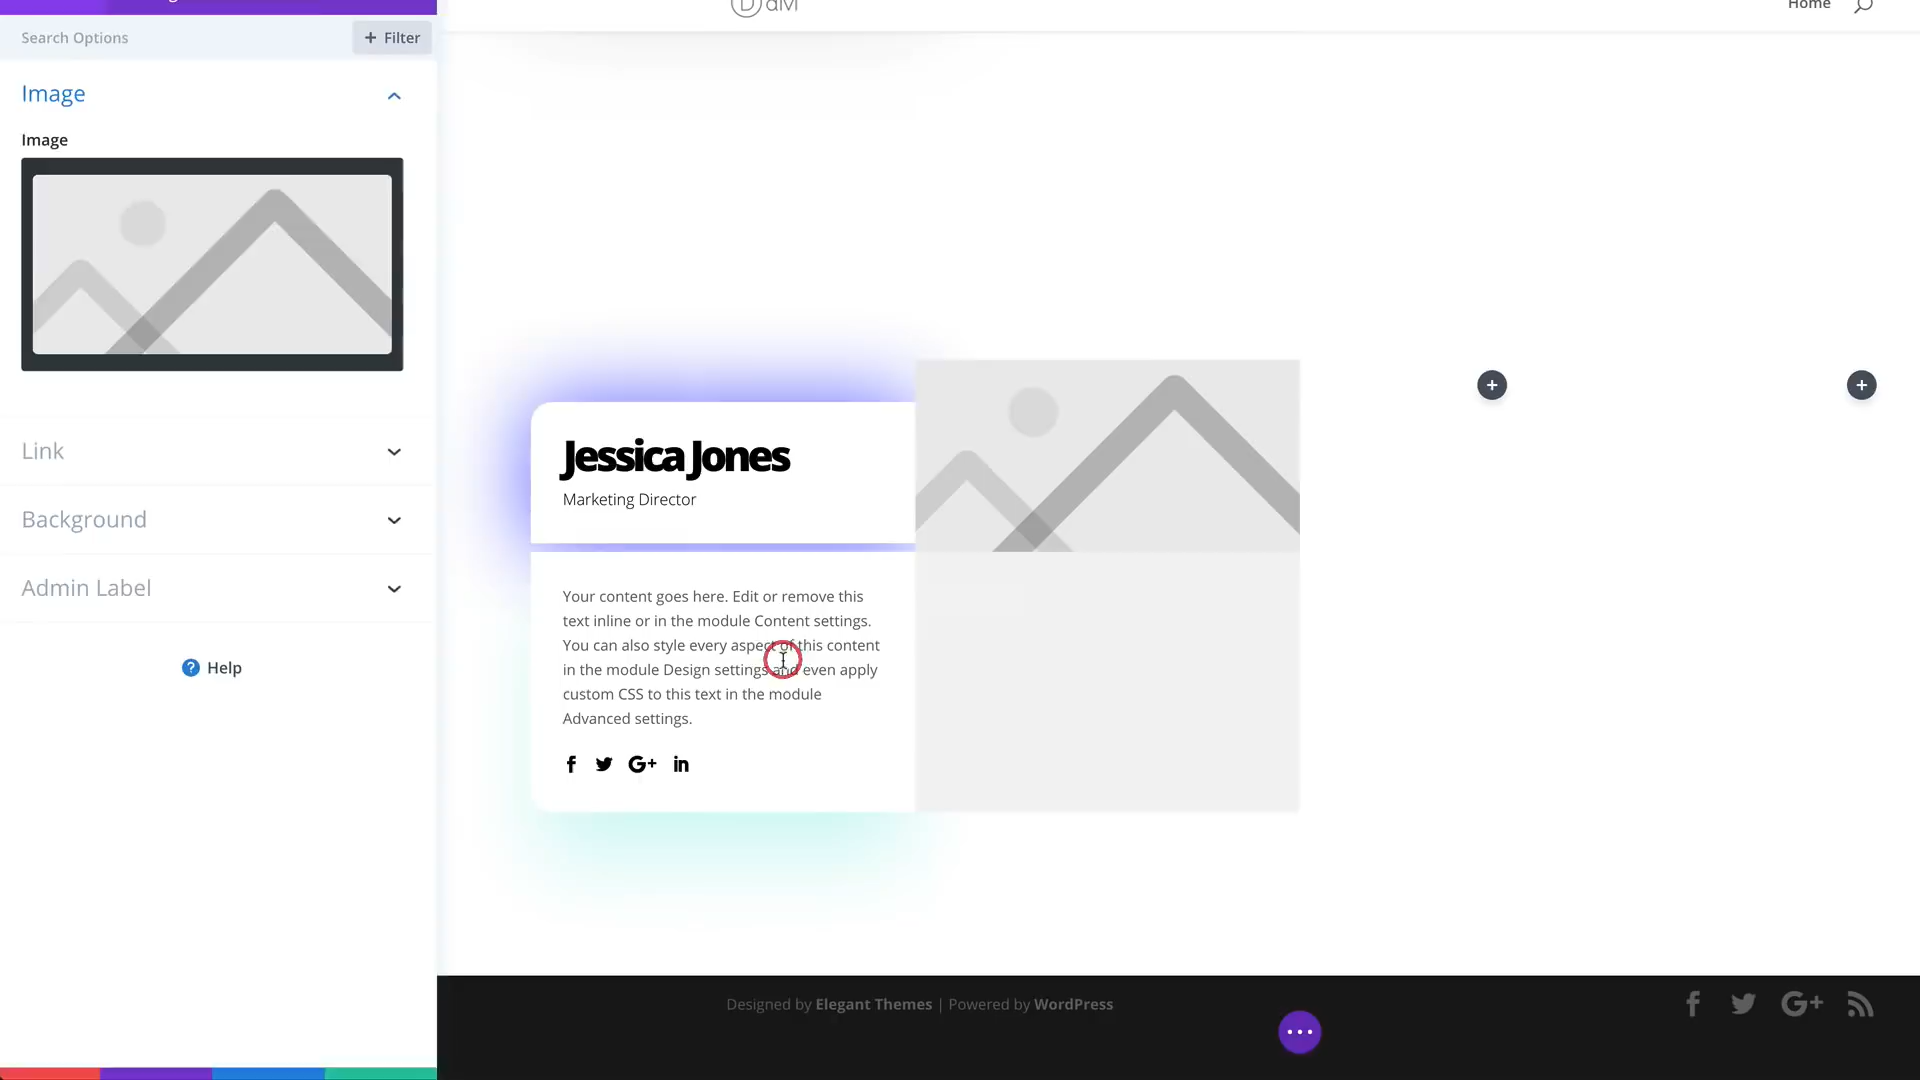 divi
Home
Search Options
+ Filter
Image
Image
Link
Background
Admin Label
? Help
Jessica Jones
Marketing Director
Your content goes here. Edit or remove this
text inline or in the module Content settings.
You can also style every aspect of this content
in the module Design settings and even apply
custom CSS to this text in the module
Advanced settings.
f G+ in
Designed by Elegant Themes | Powered by WordPress
f G+